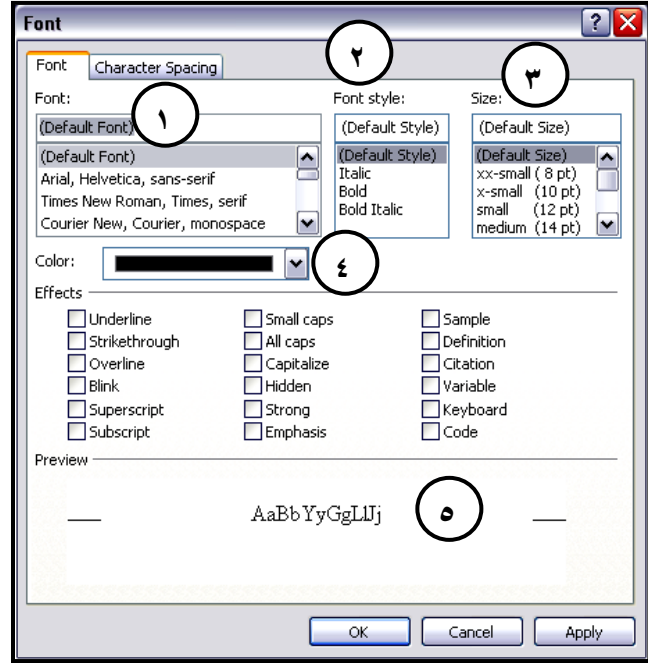 Font
Font Character Spacing
٢
٣
Font: Font style: Size:
١
(Default Font) (Default Style) (Default Size)
(Default Font) (Default Style) (Default Size)
Arial, Helvetica, sans-serif Italic xx-small ( 8 pt)
Times New Roman, Times, serif Bold x-small (10 pt)
Courier New, Courier, monospace Bold Italic small (12 pt)
medium (14 pt)
Color: ٤
Effects
Underline Small caps Sample
Strikethrough All caps Definition
Overline Capitalize Citation
Blink Hidden Variable
Superscript Strong Keyboard
Subscript Emphasis Code
Preview
AaBbYyGgLlJj ٥
OK Cancel Apply